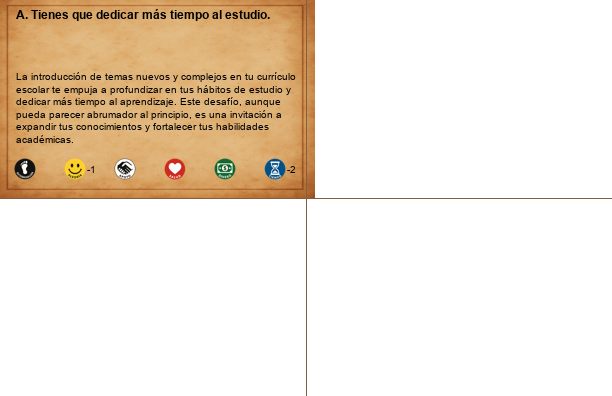 A. Tienes que dedicar más tiempo al estudio.
La introducción de temas nuevos y complejos en tu currículo
escolar te empuja a profundizar en tus hábitos de estudio y
dedicar más tiempo al aprendizaje. Este desafío, aunque
pueda parecer abrumador al principio, es una invitación a
expandir tus conocimientos y fortalecer tus habilidades
académicas.
-1 -2